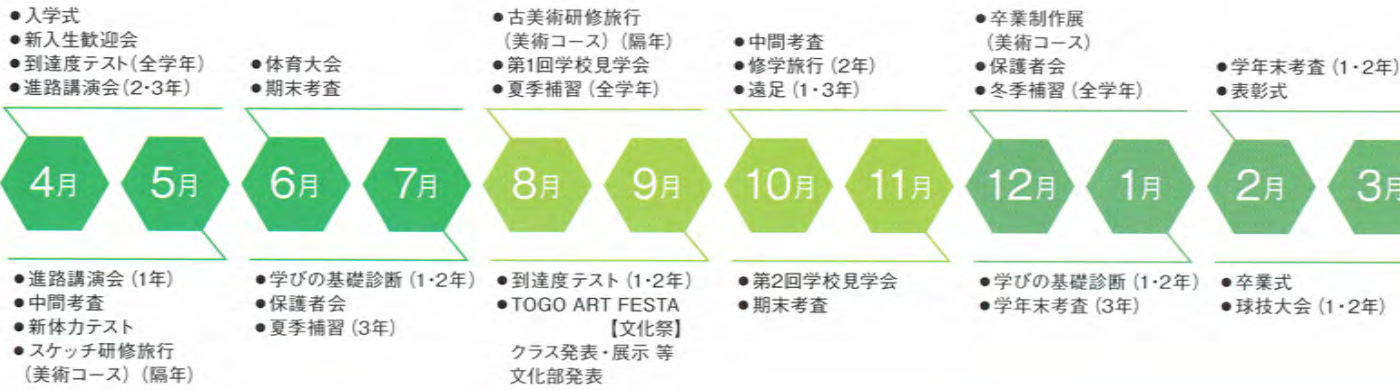 ●入学式
●新入生歓迎会
●到達度テスト(全学年)
●進路講演会(2・3年)
●体育大会
●期末考査
●古美術研修旅行
(美術コース)(隔年)
●第1回学校見学会
●夏季補習(全学年)
●中間考査
●修学旅行(2年)
●遠足(1・3年)
●卒業制作展
(美術コース)
●保護者会
●冬季補習(全学年)
●学年末考査(1・2年)
●表彰式
4月
5月
6月
7月
8月
9月
10月
11月
12月
1月
2月
3月
●進路講演会(1年)
●中間考査
●新体力テスト
●スケッチ研修旅行
(美術コース)(隔年)
●学びの基礎診断(1・2年)
●保護者会
●夏季補習(3年)
●到達度テスト(1・2年)
●TOGO ART FESTA
【文化祭】
クラス発表・展示 等
文化部発表
●第2回学校見学会
●期末考査
●学びの基礎診断(1・2年)
●学年末考査(3年)
●卒業式
●球技大会(1・2年)